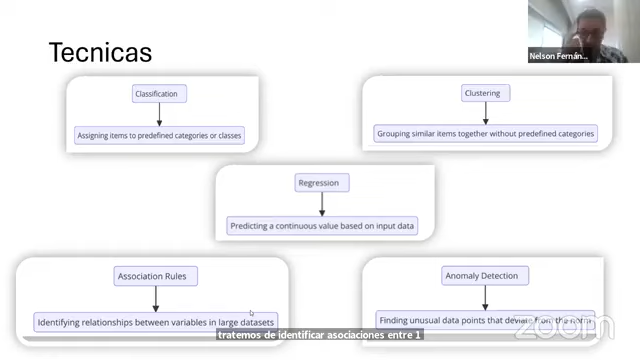 Tecnicas
Nelson Fernán...
Classification
Assigning items to predefined categories or classes
Clustering
Grouping similar items together without predefined categories
Regression
Predicting a continuous value based on input data
Association Rules
Identifying relationships between variables in large datasets
Anomaly Detection
Finding unusual data points that deviate from the norm
zoom
tratemos de identificar asociaciones entre 1